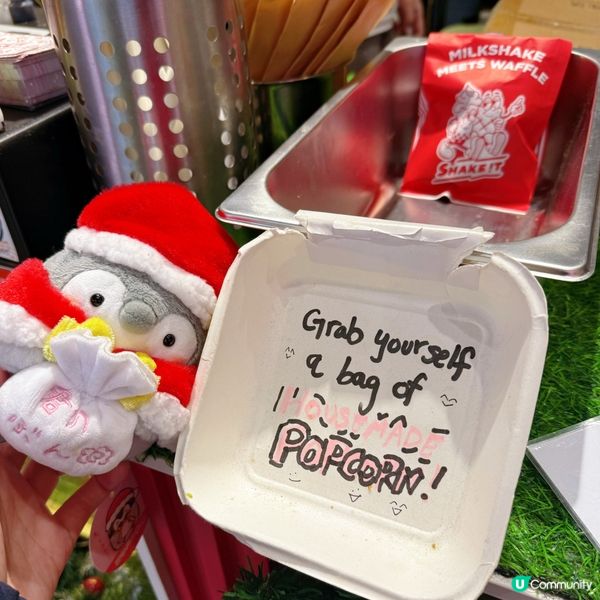 MILKSHAKE
MEETS WAFFLE
SHAKE IT
Grab yourself
a bag of
HOUSEMADE
POPCORN!
U Community